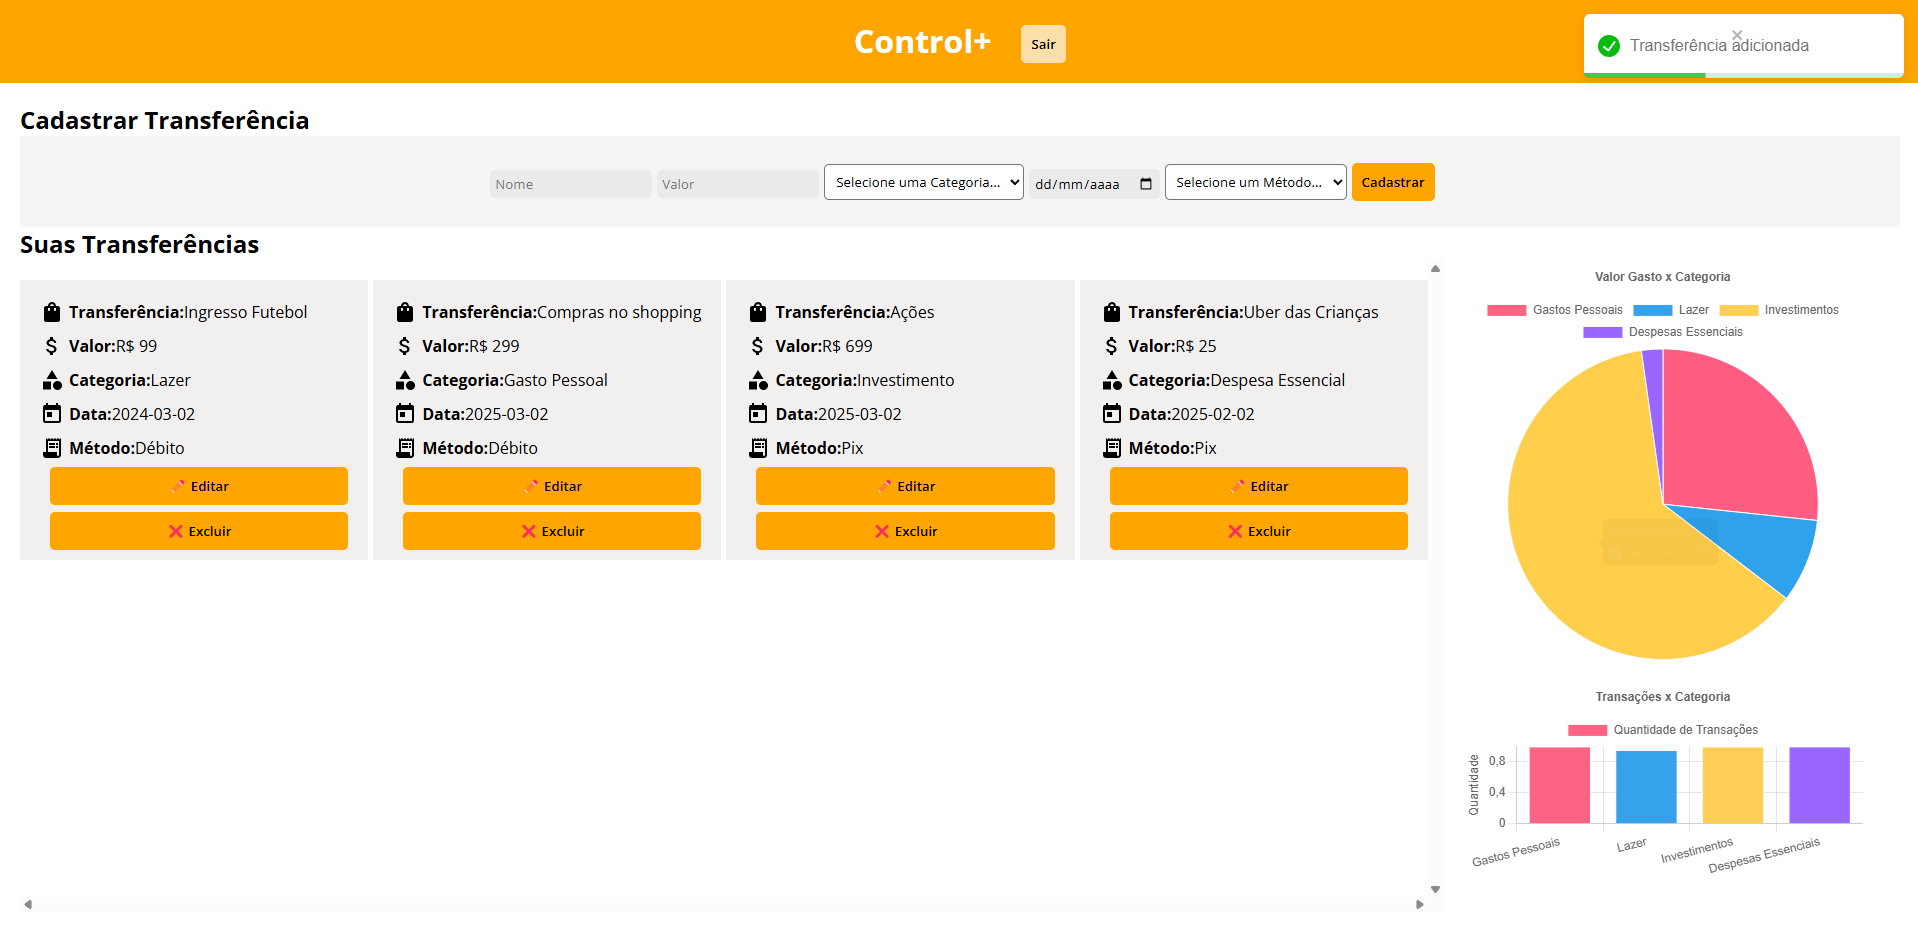 Control+
Sair
Transferência adicionada
Cadastrar Transferência
Nome
Valor
Selecione uma Categoria...
dd/mm/aaaa
Selecione um Método...
Cadastrar
Suas Transferências
Transferência:Ingresso Futebol
Valor:R$ 99
Categoria:Lazer
Data:2024-03-02
Método:Débito
Editar
Excluir
Transferência:Compras no shopping
Valor:R$ 299
Categoria:Gasto Pessoal
Data:2025-03-02
Método:Débito
Editar
Excluir
Transferência:Ações
Valor:R$ 699
Categoria:Investimento
Data:2025-03-02
Método:Pix
Editar
Excluir
Transferência:Uber das Crianças
Valor:R$ 25
Categoria:Despesa Essencial
Data:2025-02-02
Método:Pix
Editar
Excluir
Valor Gasto x Categoria
Gastos Pessoais Lazer Investimentos
Despesas Essenciais
Transações x Categoria
Quantidade de Transações
Quantidade
0,8
0,4
0
Gastos Pessoais
Lazer
Investimentos
Despesas Essenciais